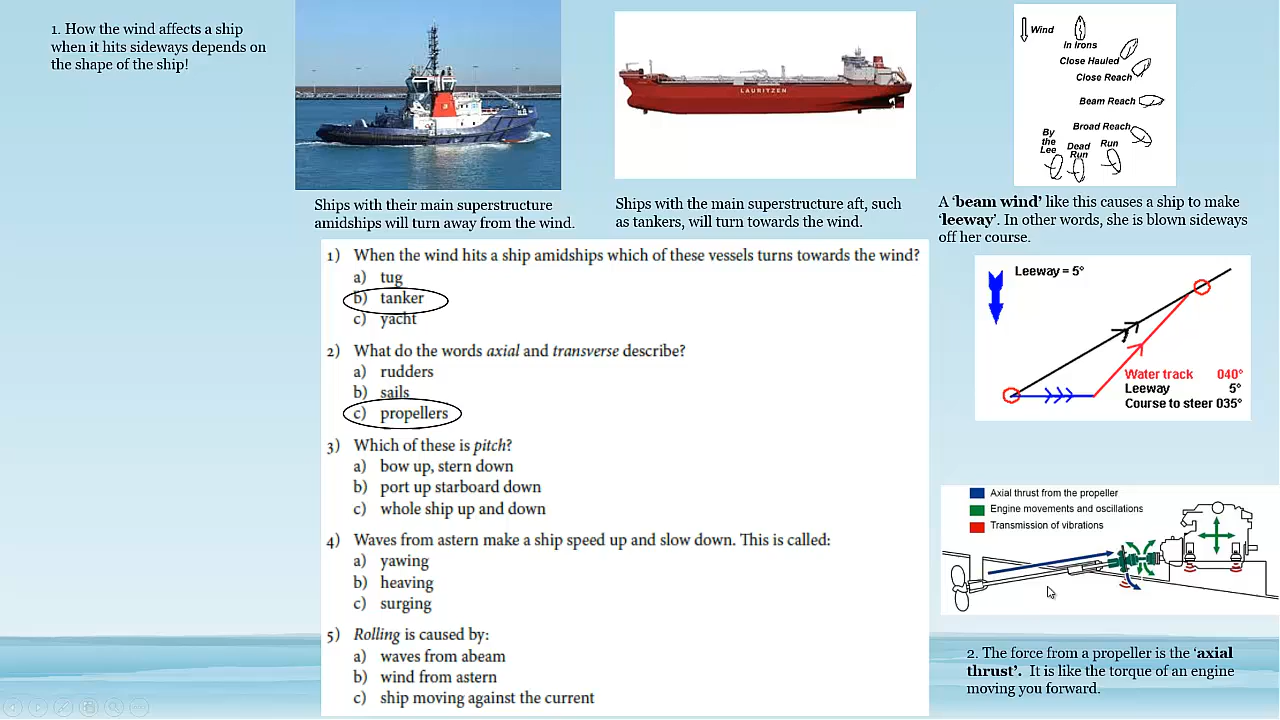 1. How the wind affects a ship
when it hits sideways depends on
the shape of the ship!
LAURITZEN
Wind
In Irons
Close Hauled
Close Reach
Beam Reach
Broad Reach
By
the
Lee
Dead
Run
Run
Ships with their main superstructure
amidships will turn away from the wind.
Ships with the main superstructure aft, such
as tankers, will turn towards the wind.
A ‘beam wind’ like this causes a ship to make
‘leeway’. In other words, she is blown sideways
off her course.
1) When the wind hits a ship amidships which of these vessels turns towards the wind?
a) tug
b) tanker
c) yacht
2) What do the words axial and transverse describe?
a) rudders
b) sails
c) propellers
3) Which of these is pitch?
a) bow up, stern down
b) port up starboard down
c) whole ship up and down
4) Waves from astern make a ship speed up and slow down. This is called:
a) yawing
b) heaving
c) surging
5) Rolling is caused by:
a) waves from abeam
b) wind from astern
c) ship moving against the current
Leeway = 5°
Water track 040°
Leeway 5°
Course to steer 035°
Axial thrust from the propeller
Engine movements and oscillations
Transmission of vibrations
2. The force from a propeller is the ‘axial
thrust’. It is like the torque of an engine
moving you forward.